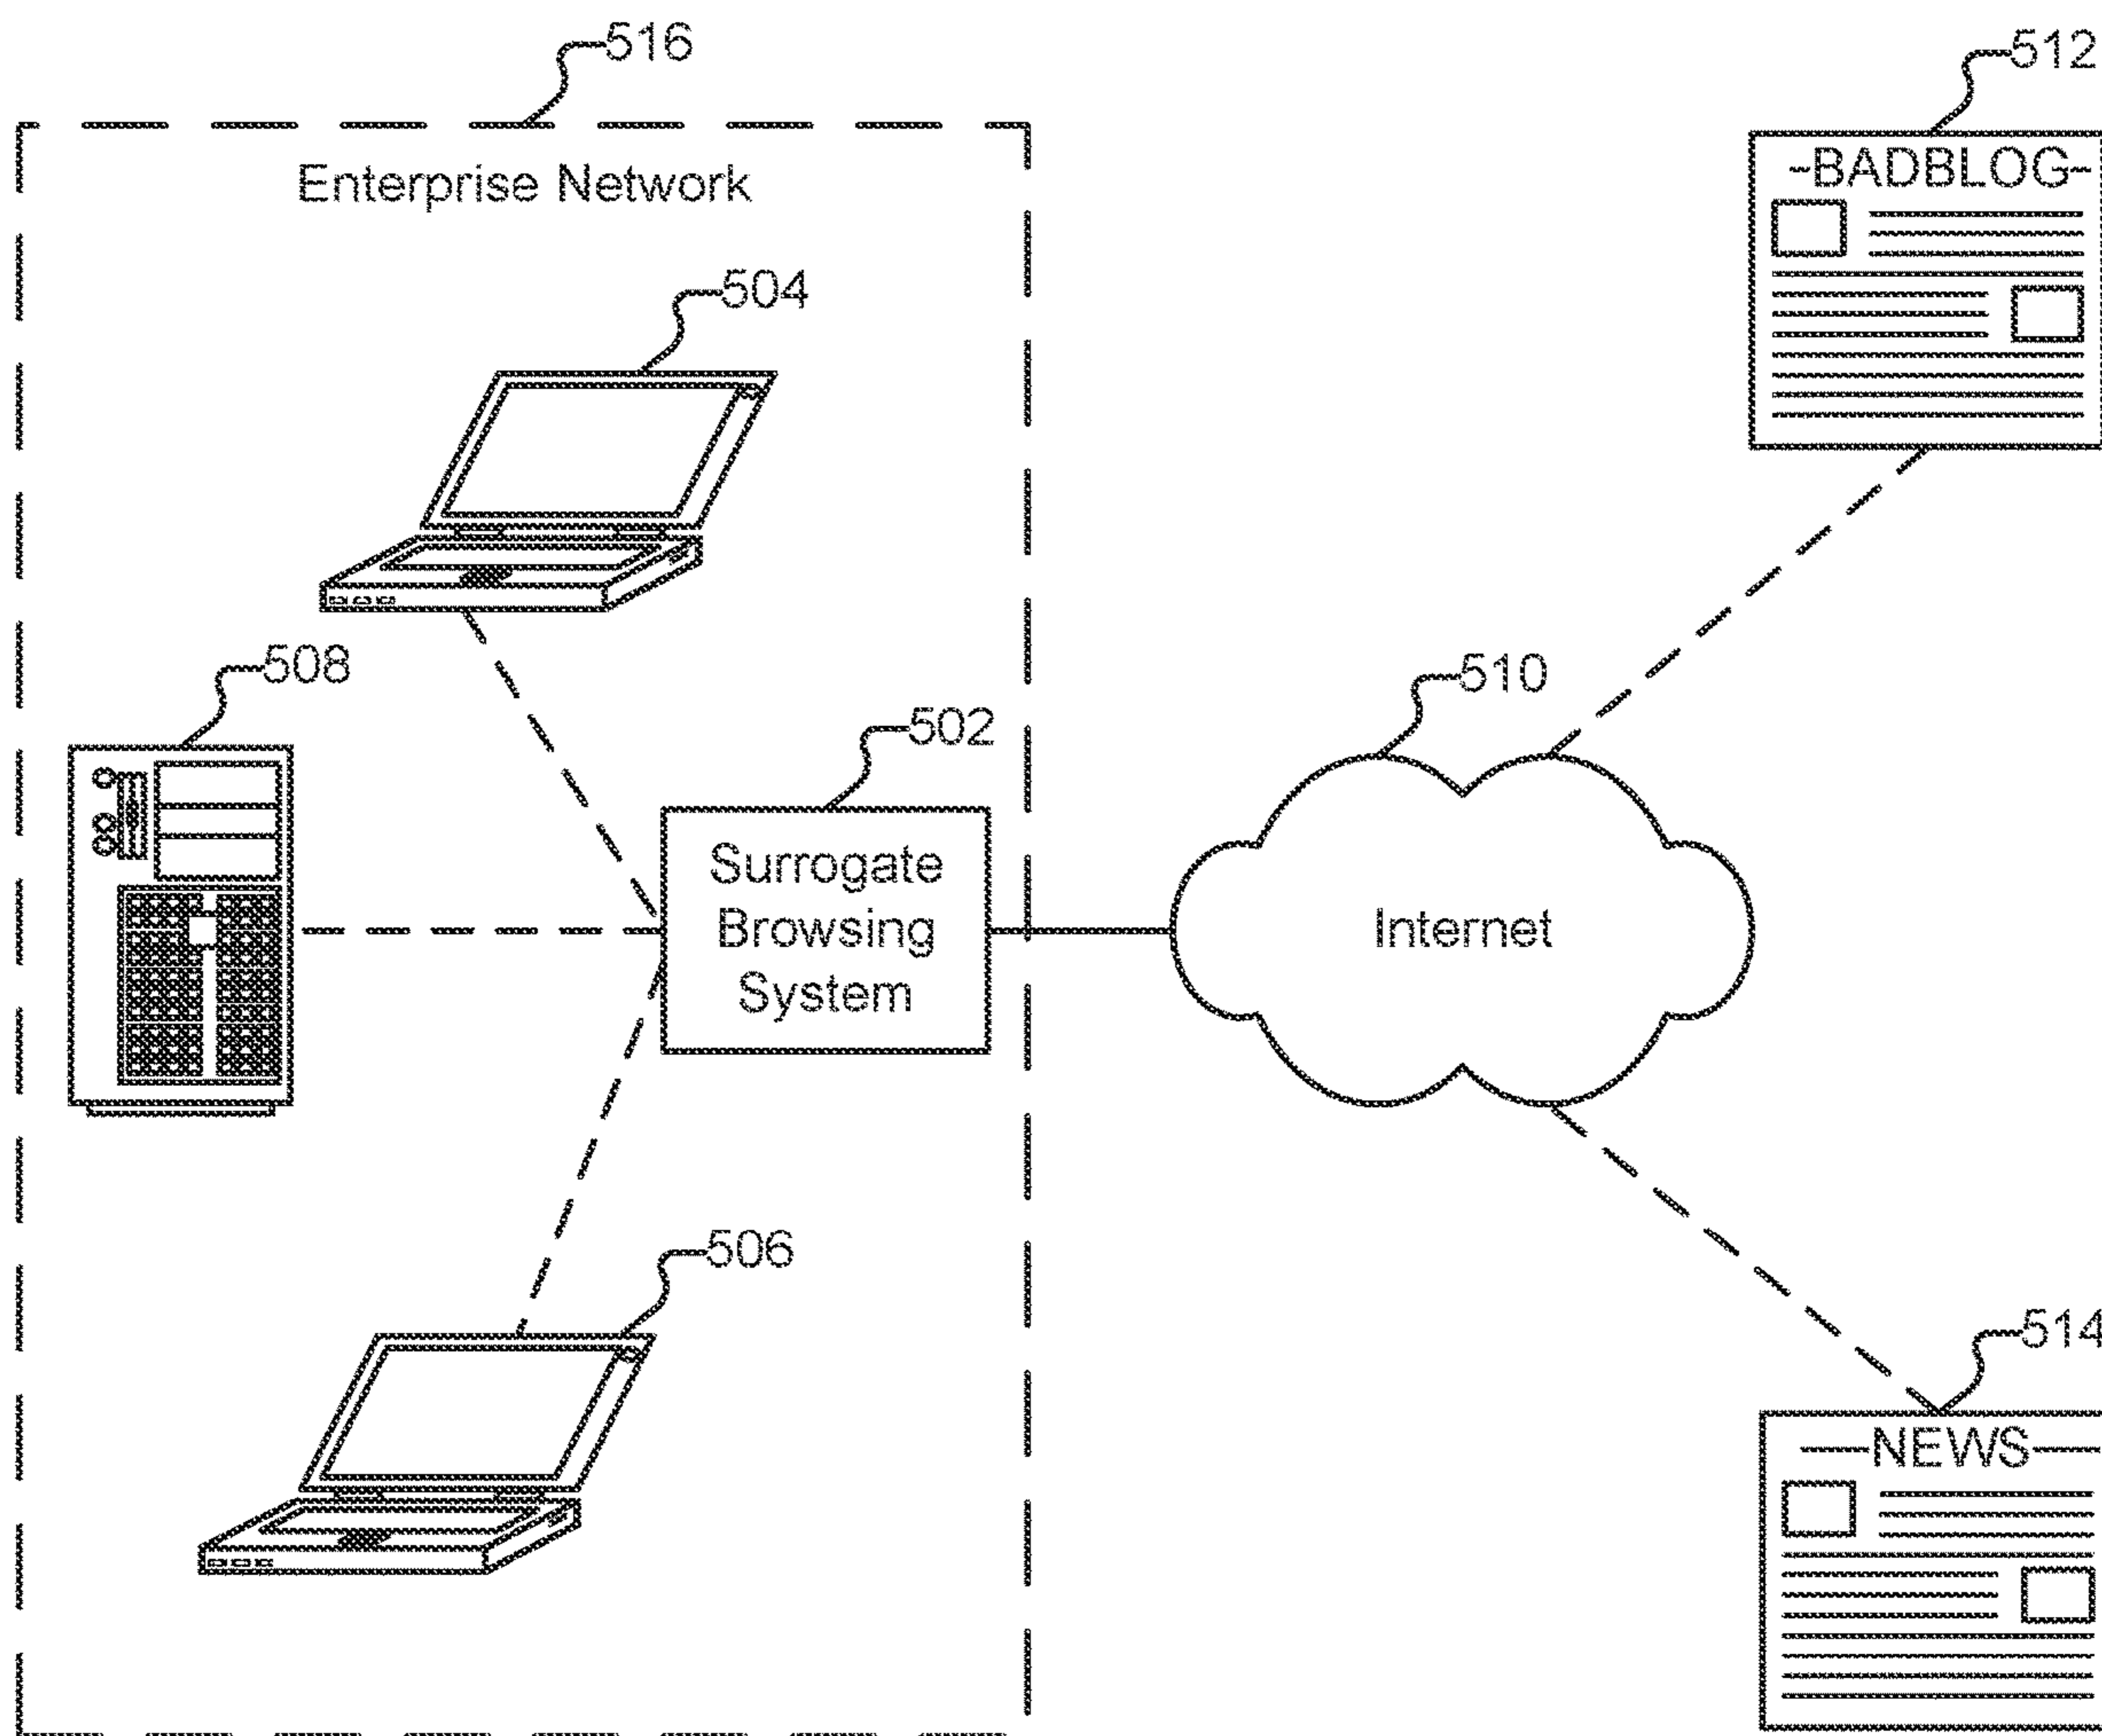 516
512
Enterprise Network
~BADBLOG~
504
508
510
502
Surrogate
Browsing
System
Internet
506
514
NEWS